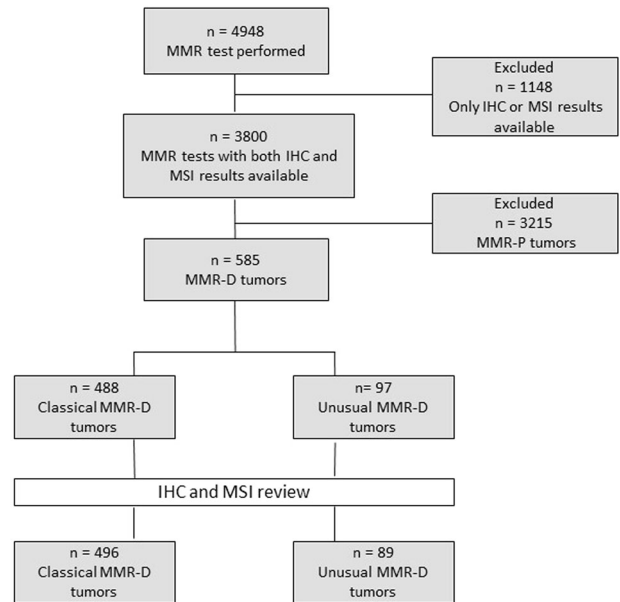 n = 4948
MMR test performed
Excluded
n = 1148
Only IHC or MSI results
available
n = 3800
MMR tests with both IHC and
MSI results available
Excluded
n = 3215
MMR-P tumors
n = 585
MMR-D tumors
n = 488
Classical MMR-D
tumors
n= 97
Unusual MMR-D
tumors
IHC and MSI review
n = 496
Classical MMR-D
tumors
n = 89
Unusual MMR-D
tumors